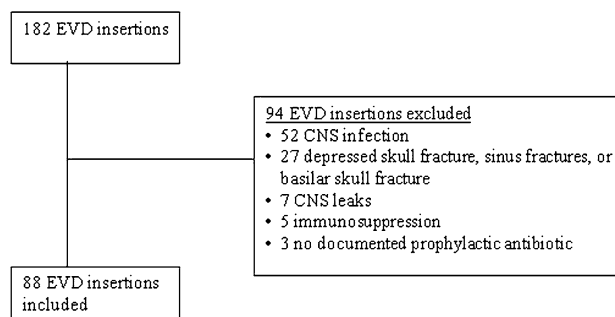 182 EVD insertions
94 EVD insertions excluded
• 52 CNS infection
• 27 depressed skull fracture, sinus fractures, or
basilar skull fracture
• 7 CNS leaks
• 5 immunosuppression
• 3 no documented prophylactic antibiotic
88 EVD insertions
included